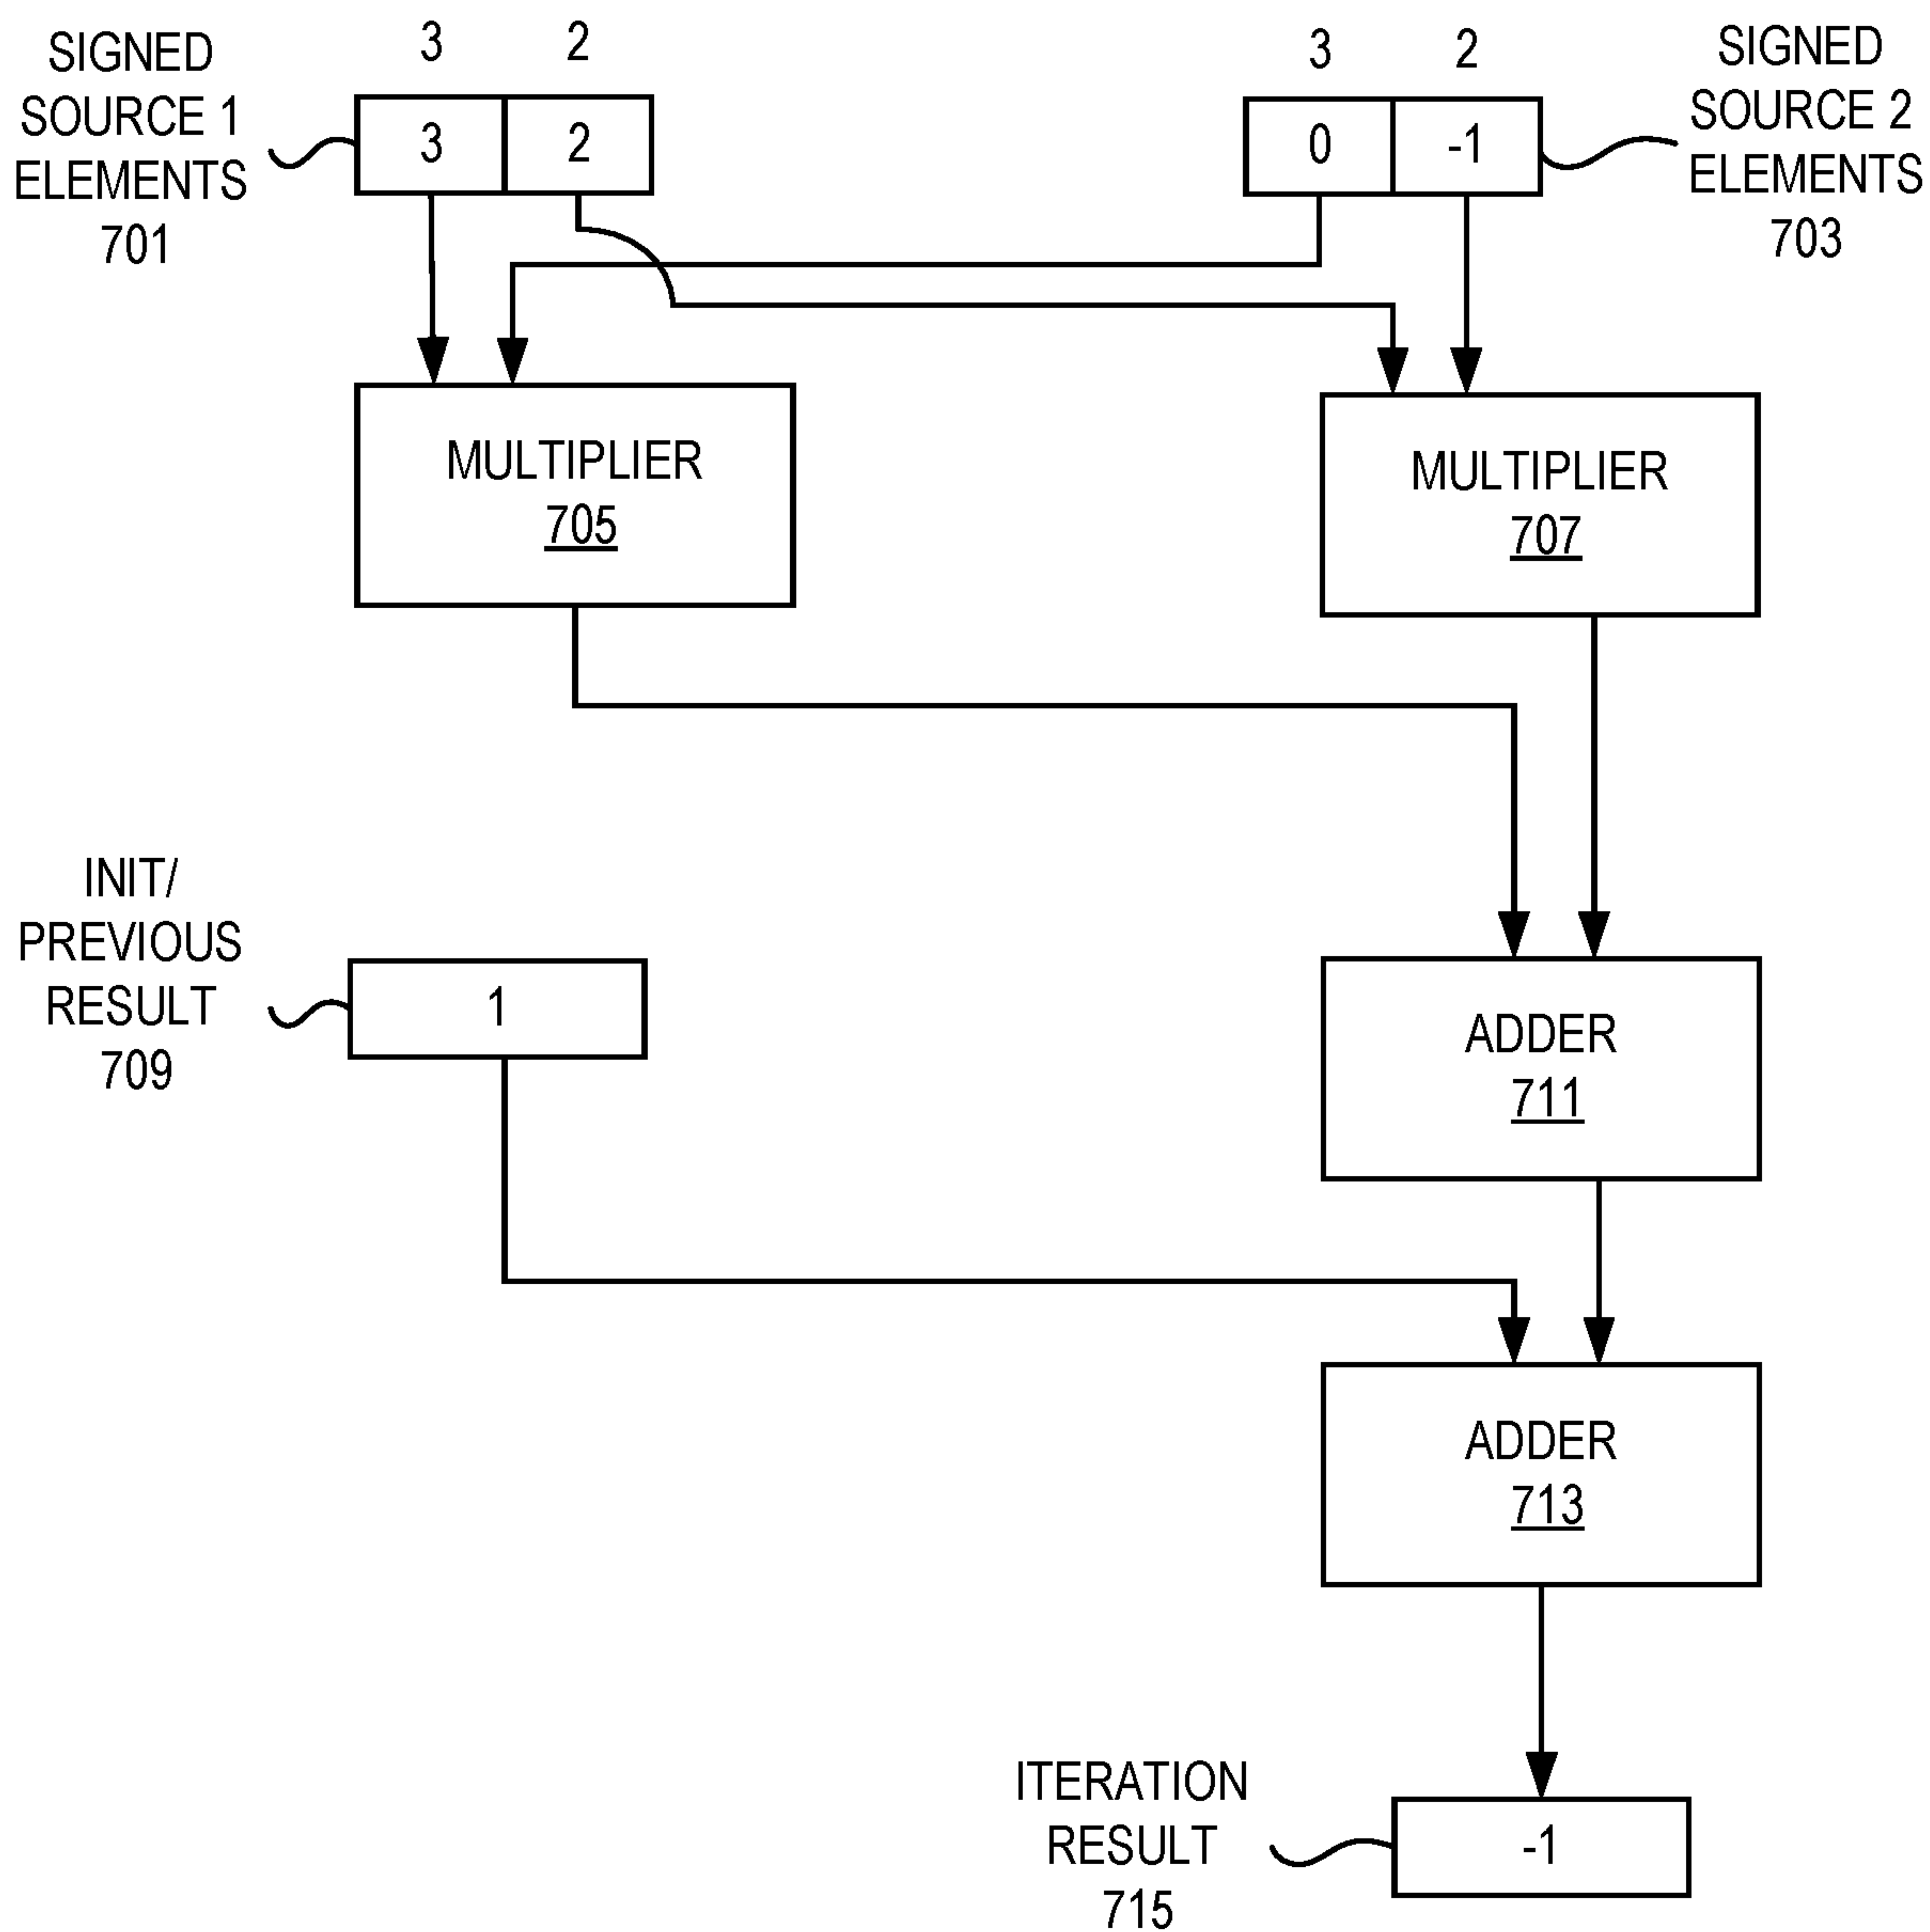 SIGNED
SOURCE 1
ELEMENTS
701
3 2
3 2
3 2
0 -1
SIGNED
SOURCE 2
ELEMENTS
703
MULTIPLIER
705
MULTIPLIER
707
INIT/
PREVIOUS
RESULT
709
1
ADDER
711
ADDER
713
ITERATION
RESULT
715
-1